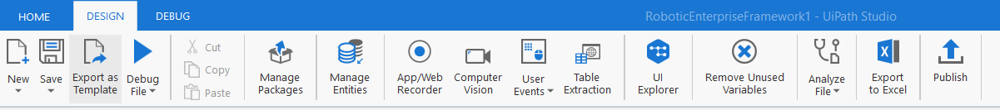 HOME DESIGN DEBUG RoboticEnterpriseFramework1 - UiPath Studio
New
Save
Export as
Template
Debug
File
Cut
Copy
Paste
Manage
Packages
Manage
Entities
App/Web
Recorder
Computer
Vision
User
Events
Table
Extraction
UI
Explorer
Remove Unused
Variables
Analyze
File
Export
to Excel
Publish